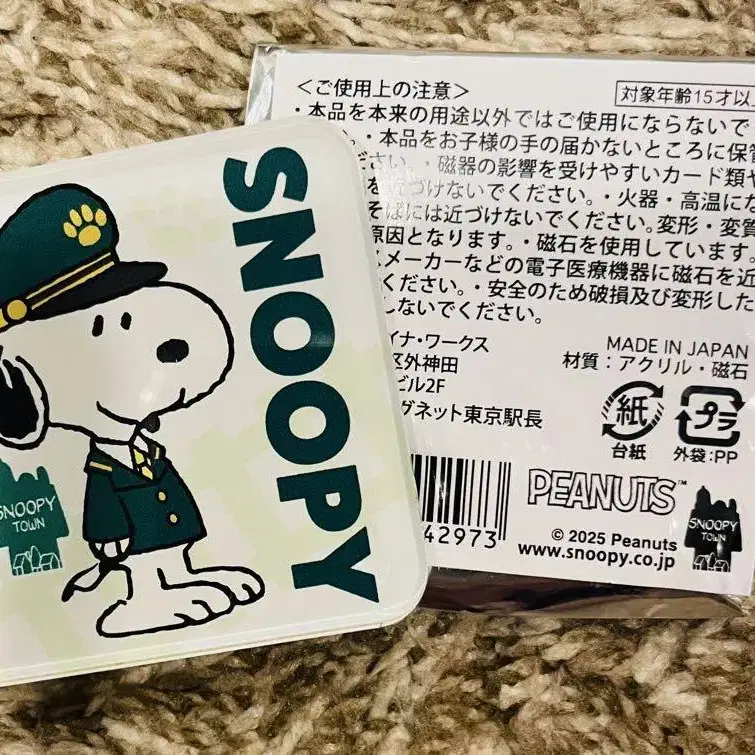 SNOOPY
SNOOPY
TOWN
<ご使用上の注意>
対象年齢15才以
・本品を本来の用途以外ではご使用にならないで
・本品をお子様の手の届かないところに保管
ください。・磁器の影響を受けやすいカード類や
を近づけないでください。・火器・高温にな
そばには近づけないでください。変形・変質
原因となります。・磁石を使用しています。
スメーカーなどの電子医療機器に磁石を近
ください。・安全のため破損及び変形した
しないでください。
イナ・ワークス
区外神田
ビル2F
グネット東京駅長
MADE IN JAPAN
材質：アクリル・磁石
紙
台紙
プラ
外袋:PP
42973
PEANUTS™
© 2025 Peanuts
www.snoopy.co.jp
SNOOPY
TOWN